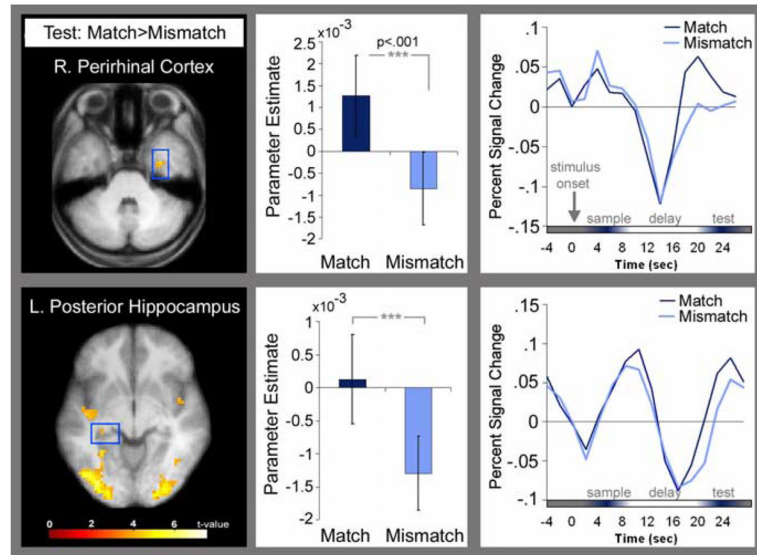 Test: Match>Mismatch
R. Perirhinal Cortex
x10-3
p<.001
***
Parameter Estimate
2.5
2
1.5
1
0.5
0
-0.5
-1
-1.5
-2
Match Mismatch
Match
Mismatch
Percent Signal Change
.1
.05
0
-.05
-.1
-.15
stimulus
onset
sample delay test
-4 0 4 8 12 16 20 24
Time (sec)
L. Posterior Hippocampus
0 2 4 6 t-value
x10-3
***
Parameter Estimate
1
0.5
0
-0.5
-1
-1.5
-2
Match Mismatch
Match
Mismatch
Percent Signal Change
.1
.05
0
.05
.1
sample delay test
-4 0 4 8 12 16 20 24
Time (sec)